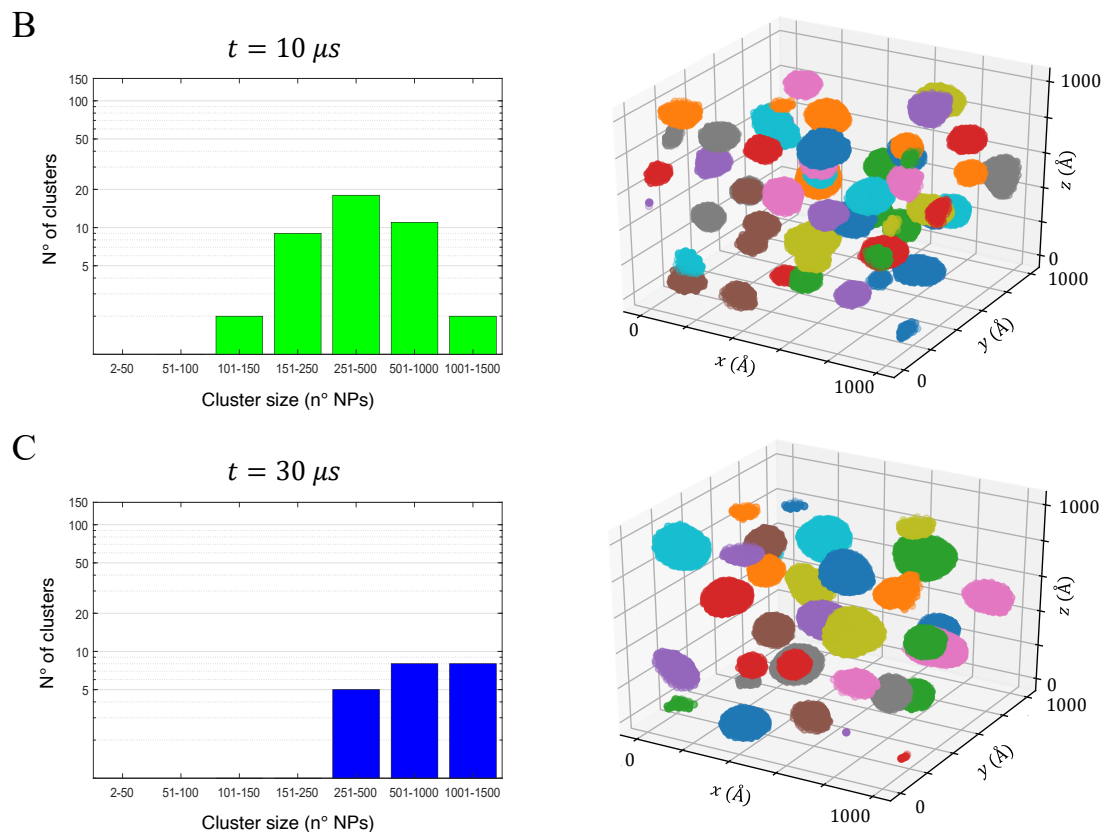 B
t = 10 μs
150
100
20
10
5
N° of clusters
2-50 51-100 101-150 151-250 251-500 501-1000 1001-1500
Cluster size (n° NPs)
1000
z (Å)
0
1000
y (Å)
0
0
x (Å)
1000
C
t = 30 μs
150
100
50
20
10
5
N° of clusters
2-50 51-100 101-150 151-250 251-500 501-1000 1001-1500
Cluster size (n° NPs)
1000
z (Å)
0
1000
y (Å)
0
0
x (Å)
1000